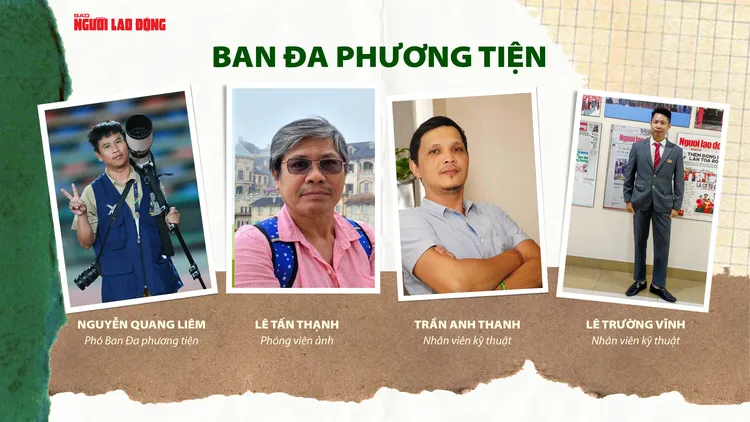 BÁO
NGƯỜI LAO ĐỘNG
BAN ĐA PHƯƠNG TIỆN
NGUYỄN QUANG LIÊM
Phó Ban Đa phương tiện
LÊ TẤN THẠNH
Phóng viên ảnh
TRẦN ANH THANH
Nhân viên kỹ thuật
LÊ TRƯỜNG VĨNH
Nhân viên kỹ thuật